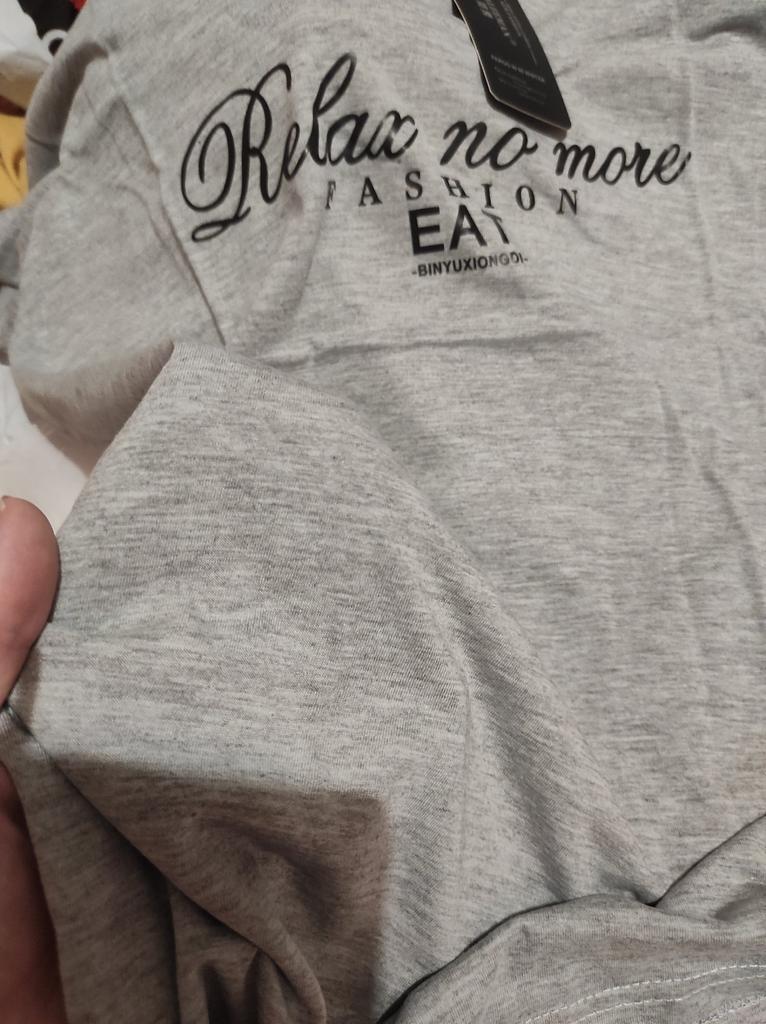 Relax no more
FASHION
EAT
-BINYUXIONGDI-